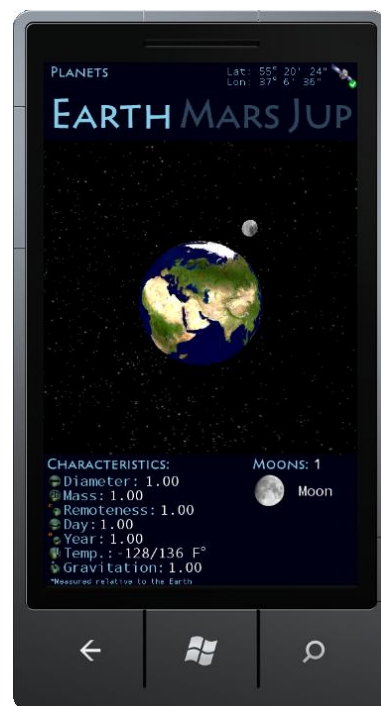 PLANETS
Lat: 55° 20' 24"
Lon: 37° 6' 36"
EARTH MARS JUP
CHARACTERISTICS:
Diameter: 1.00
Mass: 1.00
Remoteness: 1.00
Day: 1.00
Year: 1.00
Temp.: -128/136 F°
Gravitation: 1.00
*Measured relative to the Earth
MOONS: 1
Moon